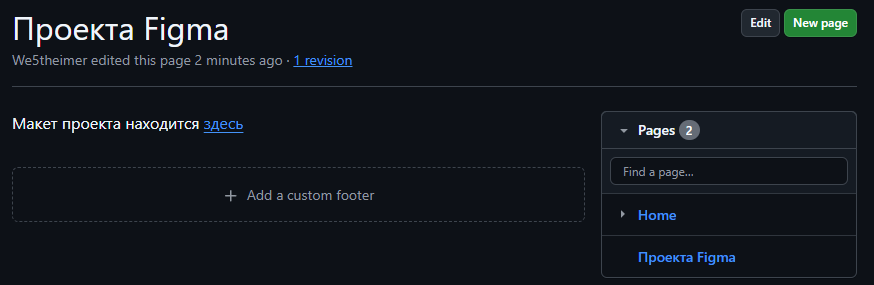 Проекта Figma
Edit
New page
We5theimer edited this page 2 minutes ago · 1 revision
Макет проекта находится здесь
Add a custom footer
Pages 2
Find a page...
Home
Проекта Figma